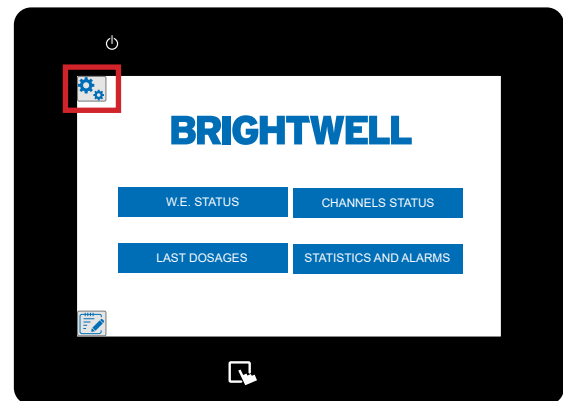 BRIGHTWELL
W.E. STATUS
CHANNELS STATUS
LAST DOSAGES
STATISTICS AND ALARMS